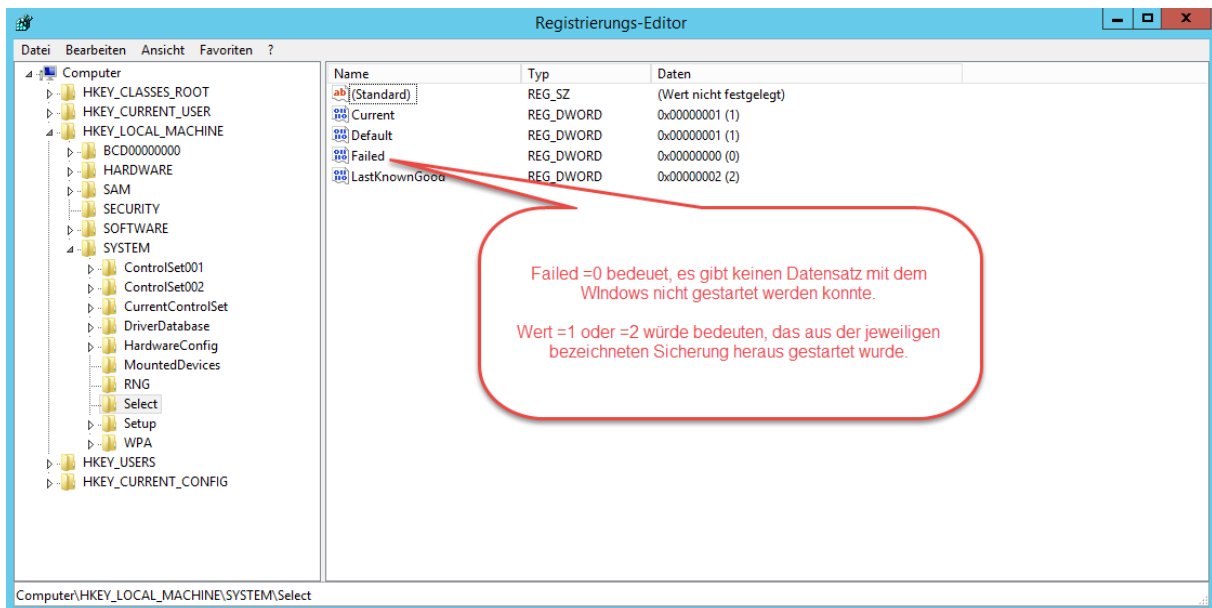 Registrierungs-Editor
Datei Bearbeiten Ansicht Favoriten ?
Computer
HKEY_CLASSES_ROOT
HKEY_CURRENT_USER
HKEY_LOCAL_MACHINE
BCD00000000
HARDWARE
SAM
SECURITY
SOFTWARE
SYSTEM
ControlSet001
ControlSet002
CurrentControlSet
DriverDatabase
HardwareConfig
MountedDevices
RNG
Select
Setup
WPA
HKEY_USERS
HKEY_CURRENT_CONFIG
Name Typ Daten
(Standard) REG_SZ (Wert nicht festgelegt)
Current REG_DWORD 0x00000001 (1)
Default REG_DWORD 0x00000001 (1)
Failed REG_DWORD 0x00000000 (0)
LastKnownGood REG_DWORD 0x00000002 (2)
Failed =0 bedeuet, es gibt keinen Datensatz mit dem
WIndows nicht gestartet werden konnte.
Wert =1 oder =2 würde bedeuten, das aus der jeweiligen
bezeichneten Sicherung heraus gestartet wurde.
Computer\HKEY_LOCAL_MACHINE\SYSTEM\Select